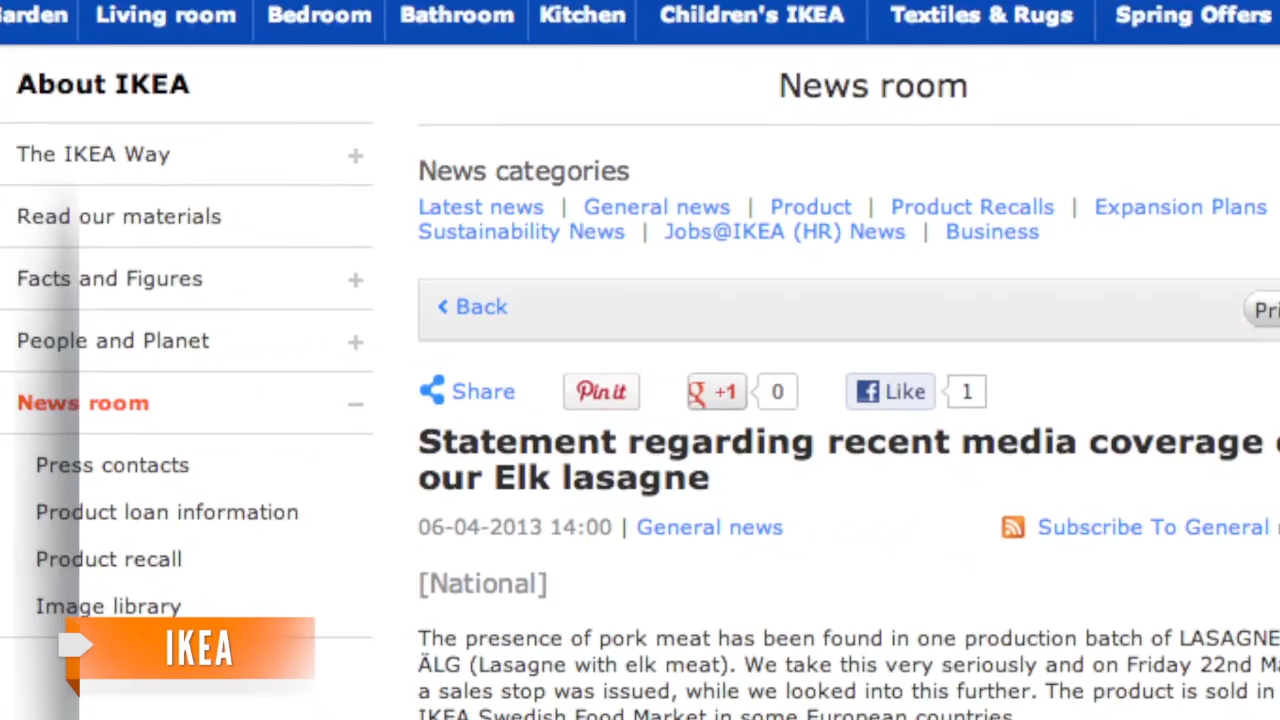 Living room Bedroom Bathroom Kitchen Children's IKEA Textiles & Rugs Spring Offers
About IKEA
The IKEA Way
Read our materials
Facts and Figures
People and Planet
News room
Press contacts
Product loan information
Product recall
Image library
IKEA
News room
News categories
Latest news | General news | Product | Product Recalls | Expansion Plans
Sustainability News | Jobs@IKEA (HR) News | Business
Back
Share Pin it g +1 0 f Like 1
Statement regarding recent media coverage
our Elk lasagne
06-04-2013 14:00 | General news Subscribe To General
[National]
The presence of pork meat has been found in one production batch of LASAGNE
ÄLG (Lasagne with elk meat). We take this very seriously and on Friday 22nd
a sales stop was issued, while we looked into this further. The product is sold in
IKEA Swedish Food Market in some European countries.